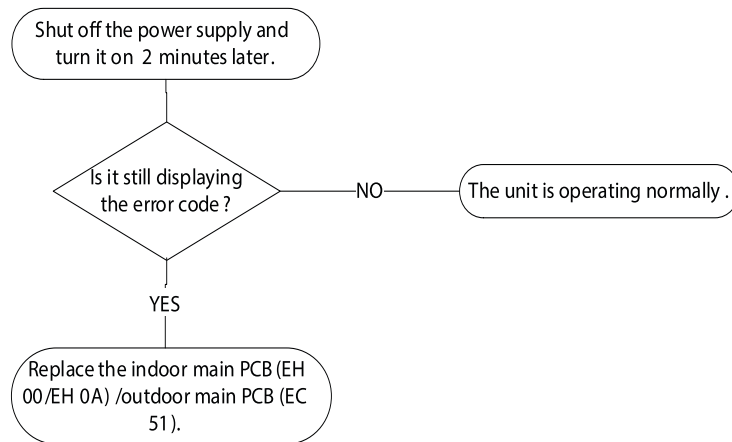 Shut off the power supply and
turn it on 2 minutes later.
Is it still displaying
the error code?
NO
The unit is operating normally.
YES
Replace the indoor main PCB (EH
00/EH 0A) /outdoor main PCB (EC
51).